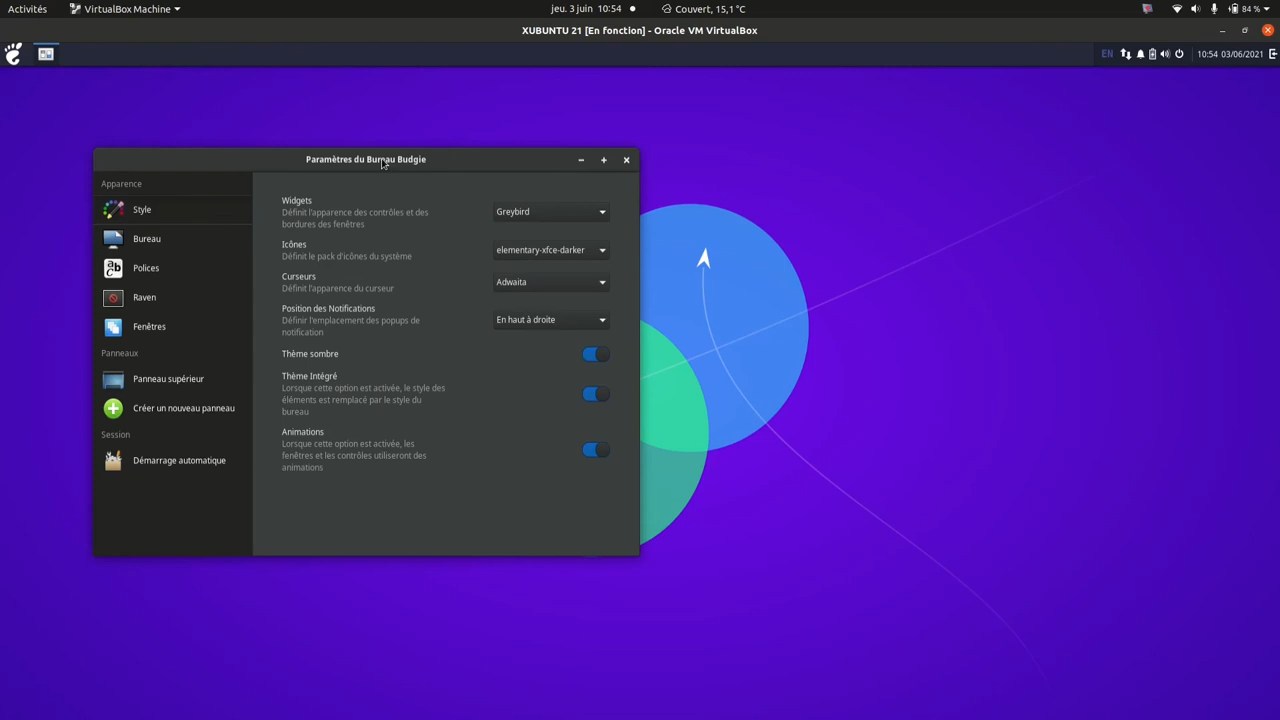 Activités
VirtualBox Machine
jeu. 3 juin 10:54
Couvert, 15,1 °C
84 %
XUBUNTU 21 [En fonction] - Oracle VM VirtualBox
EN
10:54 03/06/2021
Paramètres du Bureau Budgie
Apparence
Style
Bureau
Polices
Raven
Fenêtres
Panneaux
Panneau supérieur
Créer un nouveau panneau
Session
Démarrage automatique
Widgets
Définit l'apparence des contrôles et des
bordures des fenêtres
Greybird
Icônes
Définit le pack d'icônes du système
elementary-xfce-darker
Curseurs
Définit l'apparence du curseur
Adwaita
Position des Notifications
Définir l'emplacement des popups de
notification
En haut à droite
Thème sombre
Thème Intégré
Lorsque cette option est activée, le style des
éléments est remplacé par le style du
bureau
Animations
Lorsque cette option est activée, les
fenêtres et les contrôles utiliseront des
animations